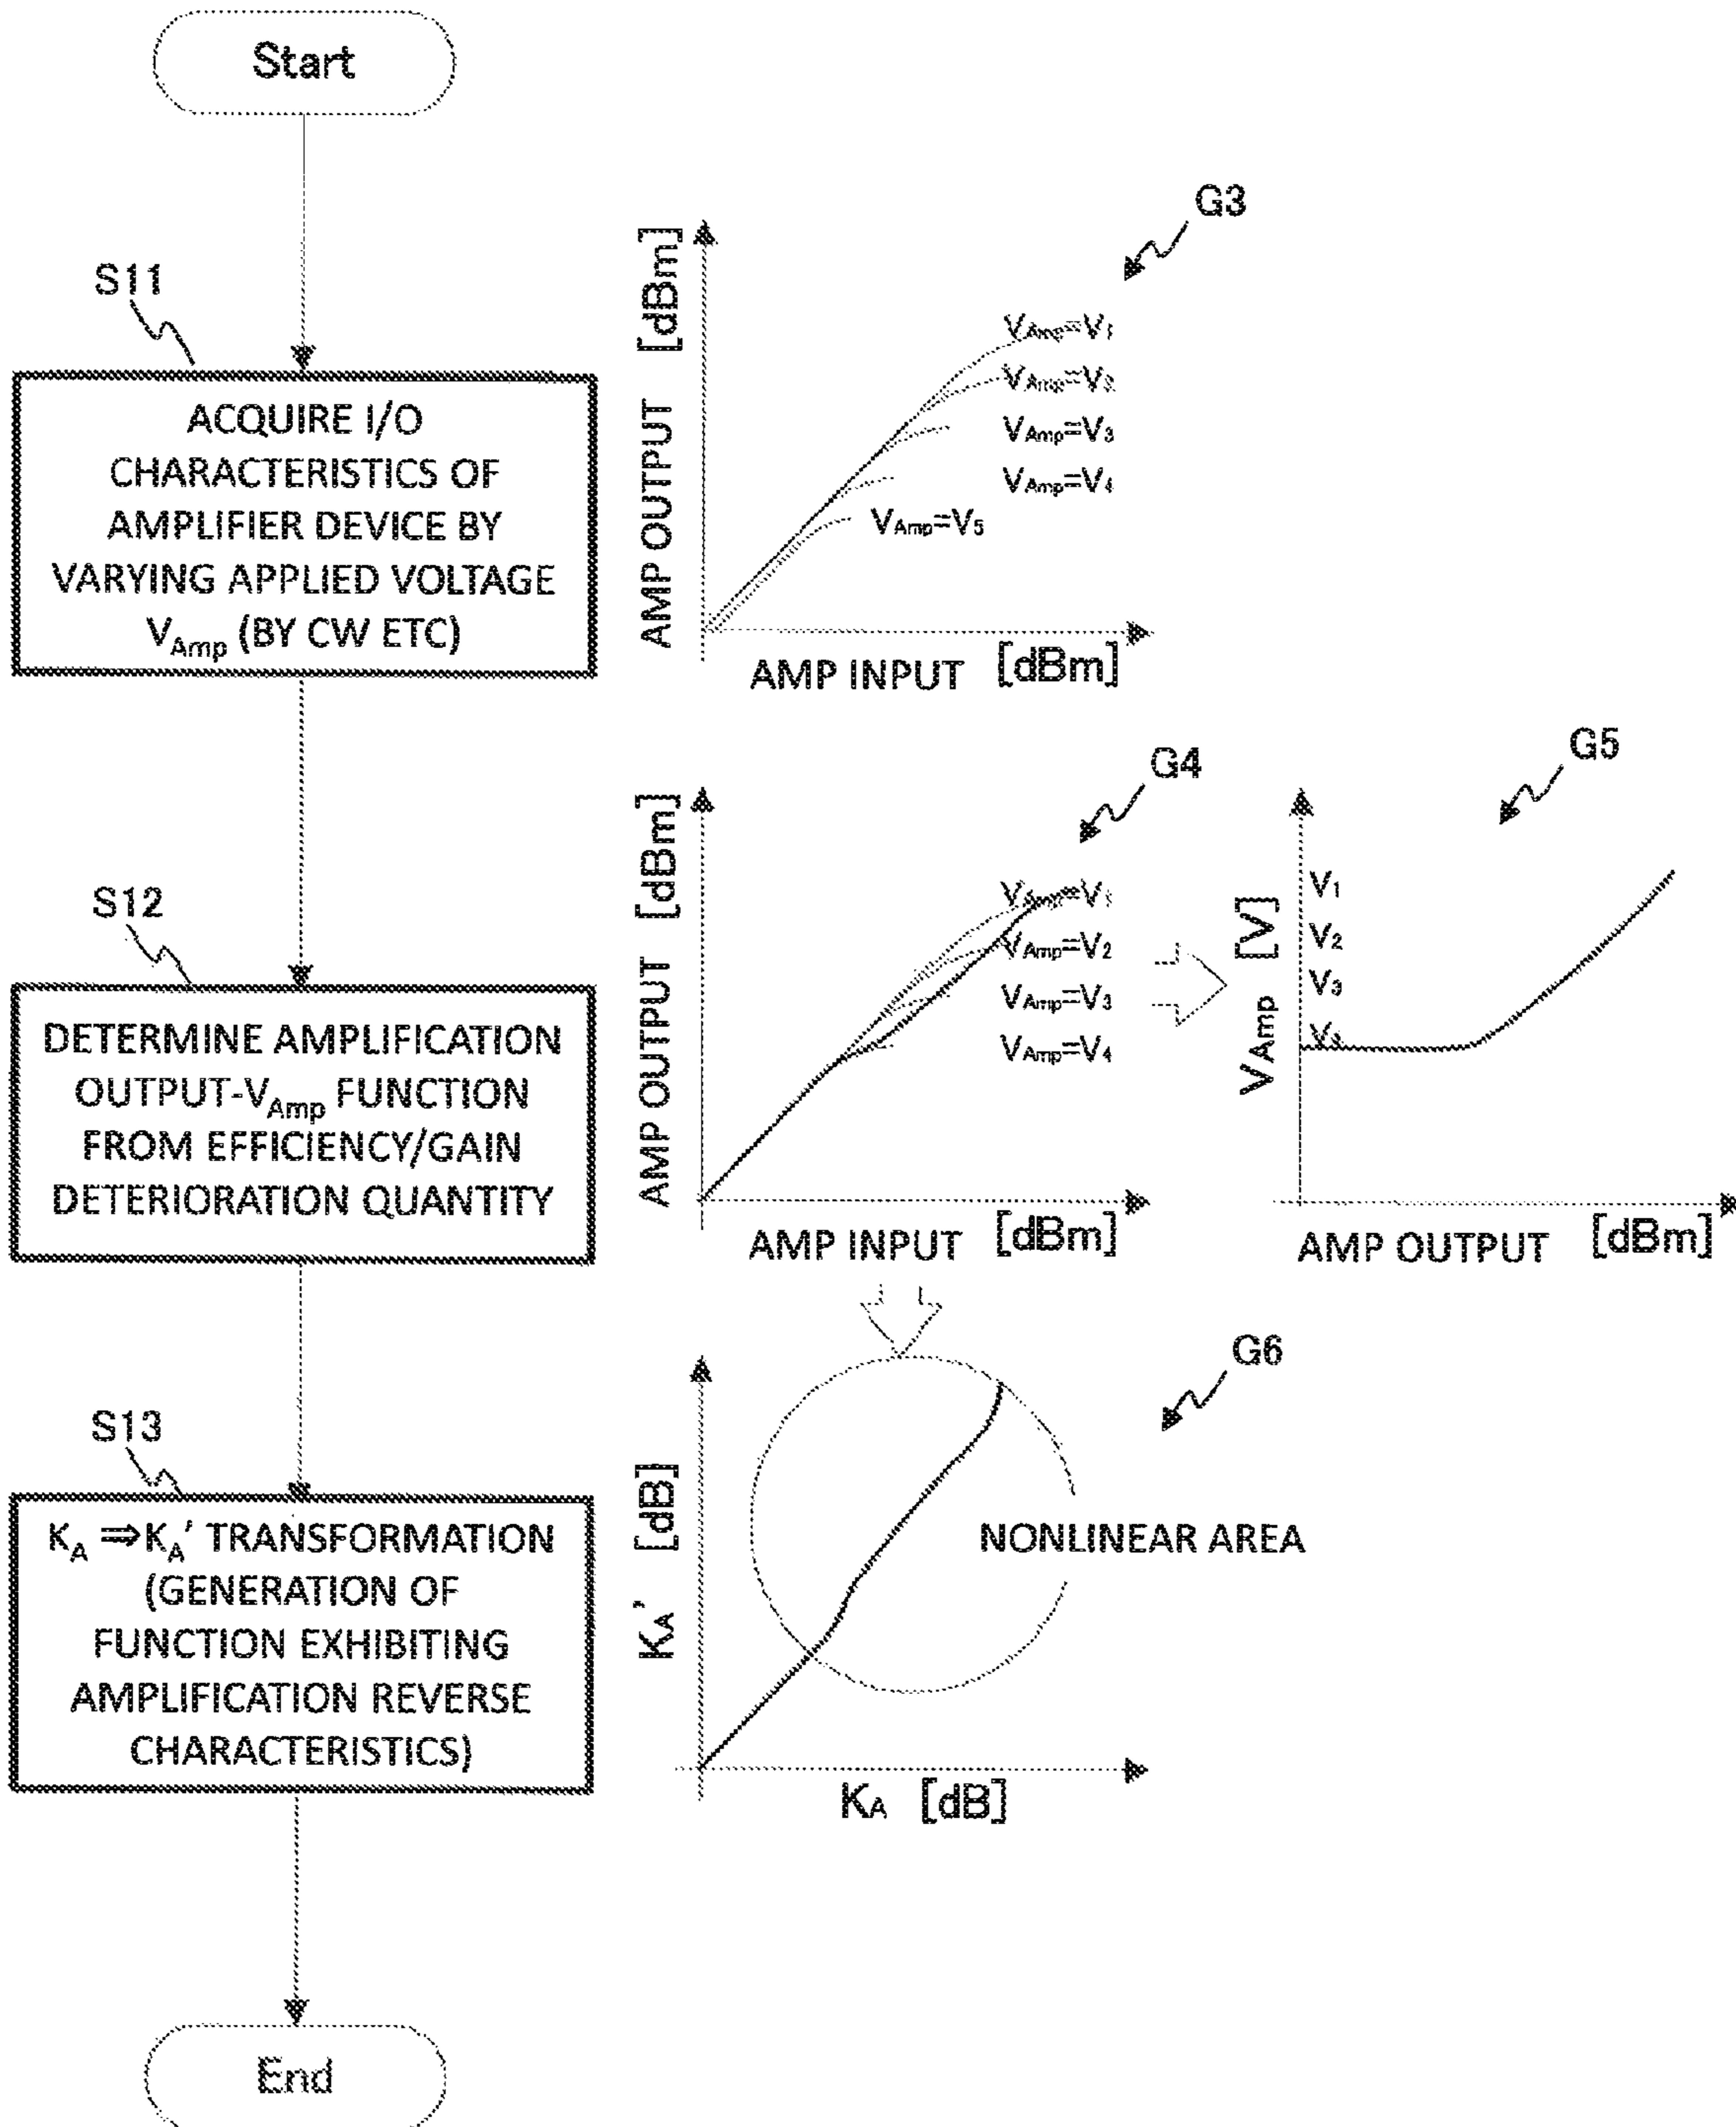 Start
S11
ACQUIRE I/O
CHARACTERISTICS OF
AMPLIFIER DEVICE BY
VARYING APPLIED VOLTAGE
VAmp (BY CW ETC)
G3
AMP OUTPUT [dBm]
VAmp=V1
VAmp=V2
VAmp=V3
VAmp=V4
VAmp=V5
AMP INPUT [dBm]
S12
DETERMINE AMPLIFICATION
OUTPUT-VAmp FUNCTION
FROM EFFICIENCY/GAIN
DETERIORATION QUANTITY
G4
AMP OUTPUT [dBm]
VAmp=V1
VAmp=V2
VAmp=V3
VAmp=V4
AMP INPUT [dBm]
G5
VAmp [V]
V1
V2
V3
AMP OUTPUT [dBm]
S13
KA ⇒KA' TRANSFORMATION
(GENERATION OF
FUNCTION EXHIBITING
AMPLIFICATION REVERSE
CHARACTERISTICS)
G6
KA' [dB]
NONLINEAR AREA
KA [dB]
End